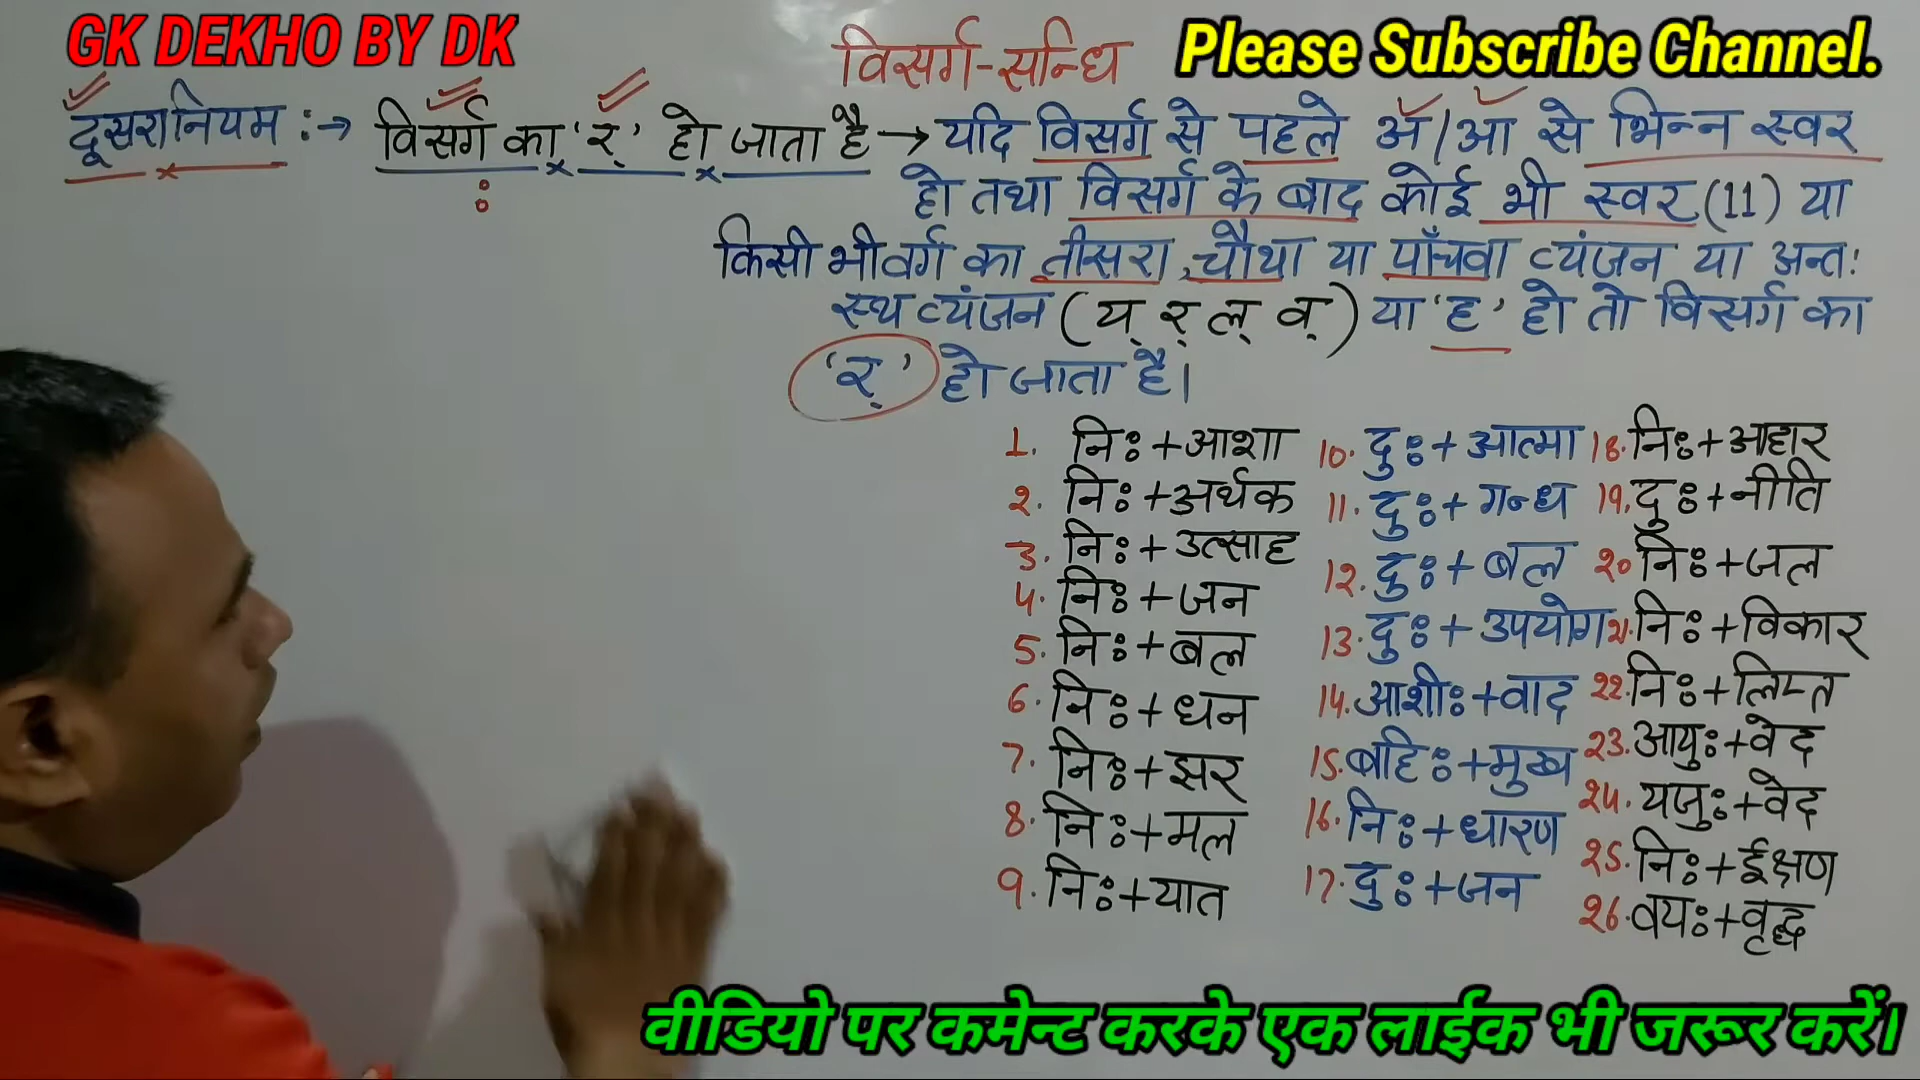 GK DEKHO BY DK
विसर्ग-सन्धि
Please Subscribe Channel.
दूसरा नियम :→ विसर्ग का 'र्' हो जाता है → यदि विसर्ग से पहले अ/आ से भिन्न स्वर
हो तथा विसर्ग के बाद कोई भी स्वर (11) या
किसी भी वर्ग का तीसरा, चौथा या पाँचवा व्यंजन या अन्तः
स्थ व्यंजन (य् र् ल् व्) या 'ह' हो तो विसर्ग का
'र्' हो जाता है।
1. निः + आशा
2. निः + अर्थक
3. निः + उत्साह
4. निः + जन
5. निः + बल
6. निः + धन
7. निः + झर
8. निः + मल
9. निः + यात
10. दुः + आत्मा
11. दुः + गन्ध
12. दुः + बल
13. दुः + उपयोग
14. आशीः + वाद
15. बहिः + मुख
16. निः + धारण
17. दुः + जन
18. निः + आहार
19. दुः + नीति
20 निः + जल
21. निः + विकार
22. निः + लिप्त
23. आयुः + वेद
24. यजुः + वेद
25. निः + ईक्षण
26. वयः + वृद्ध
वीडियो पर कमेन्ट करके एक लाईक भी जरूर करें।